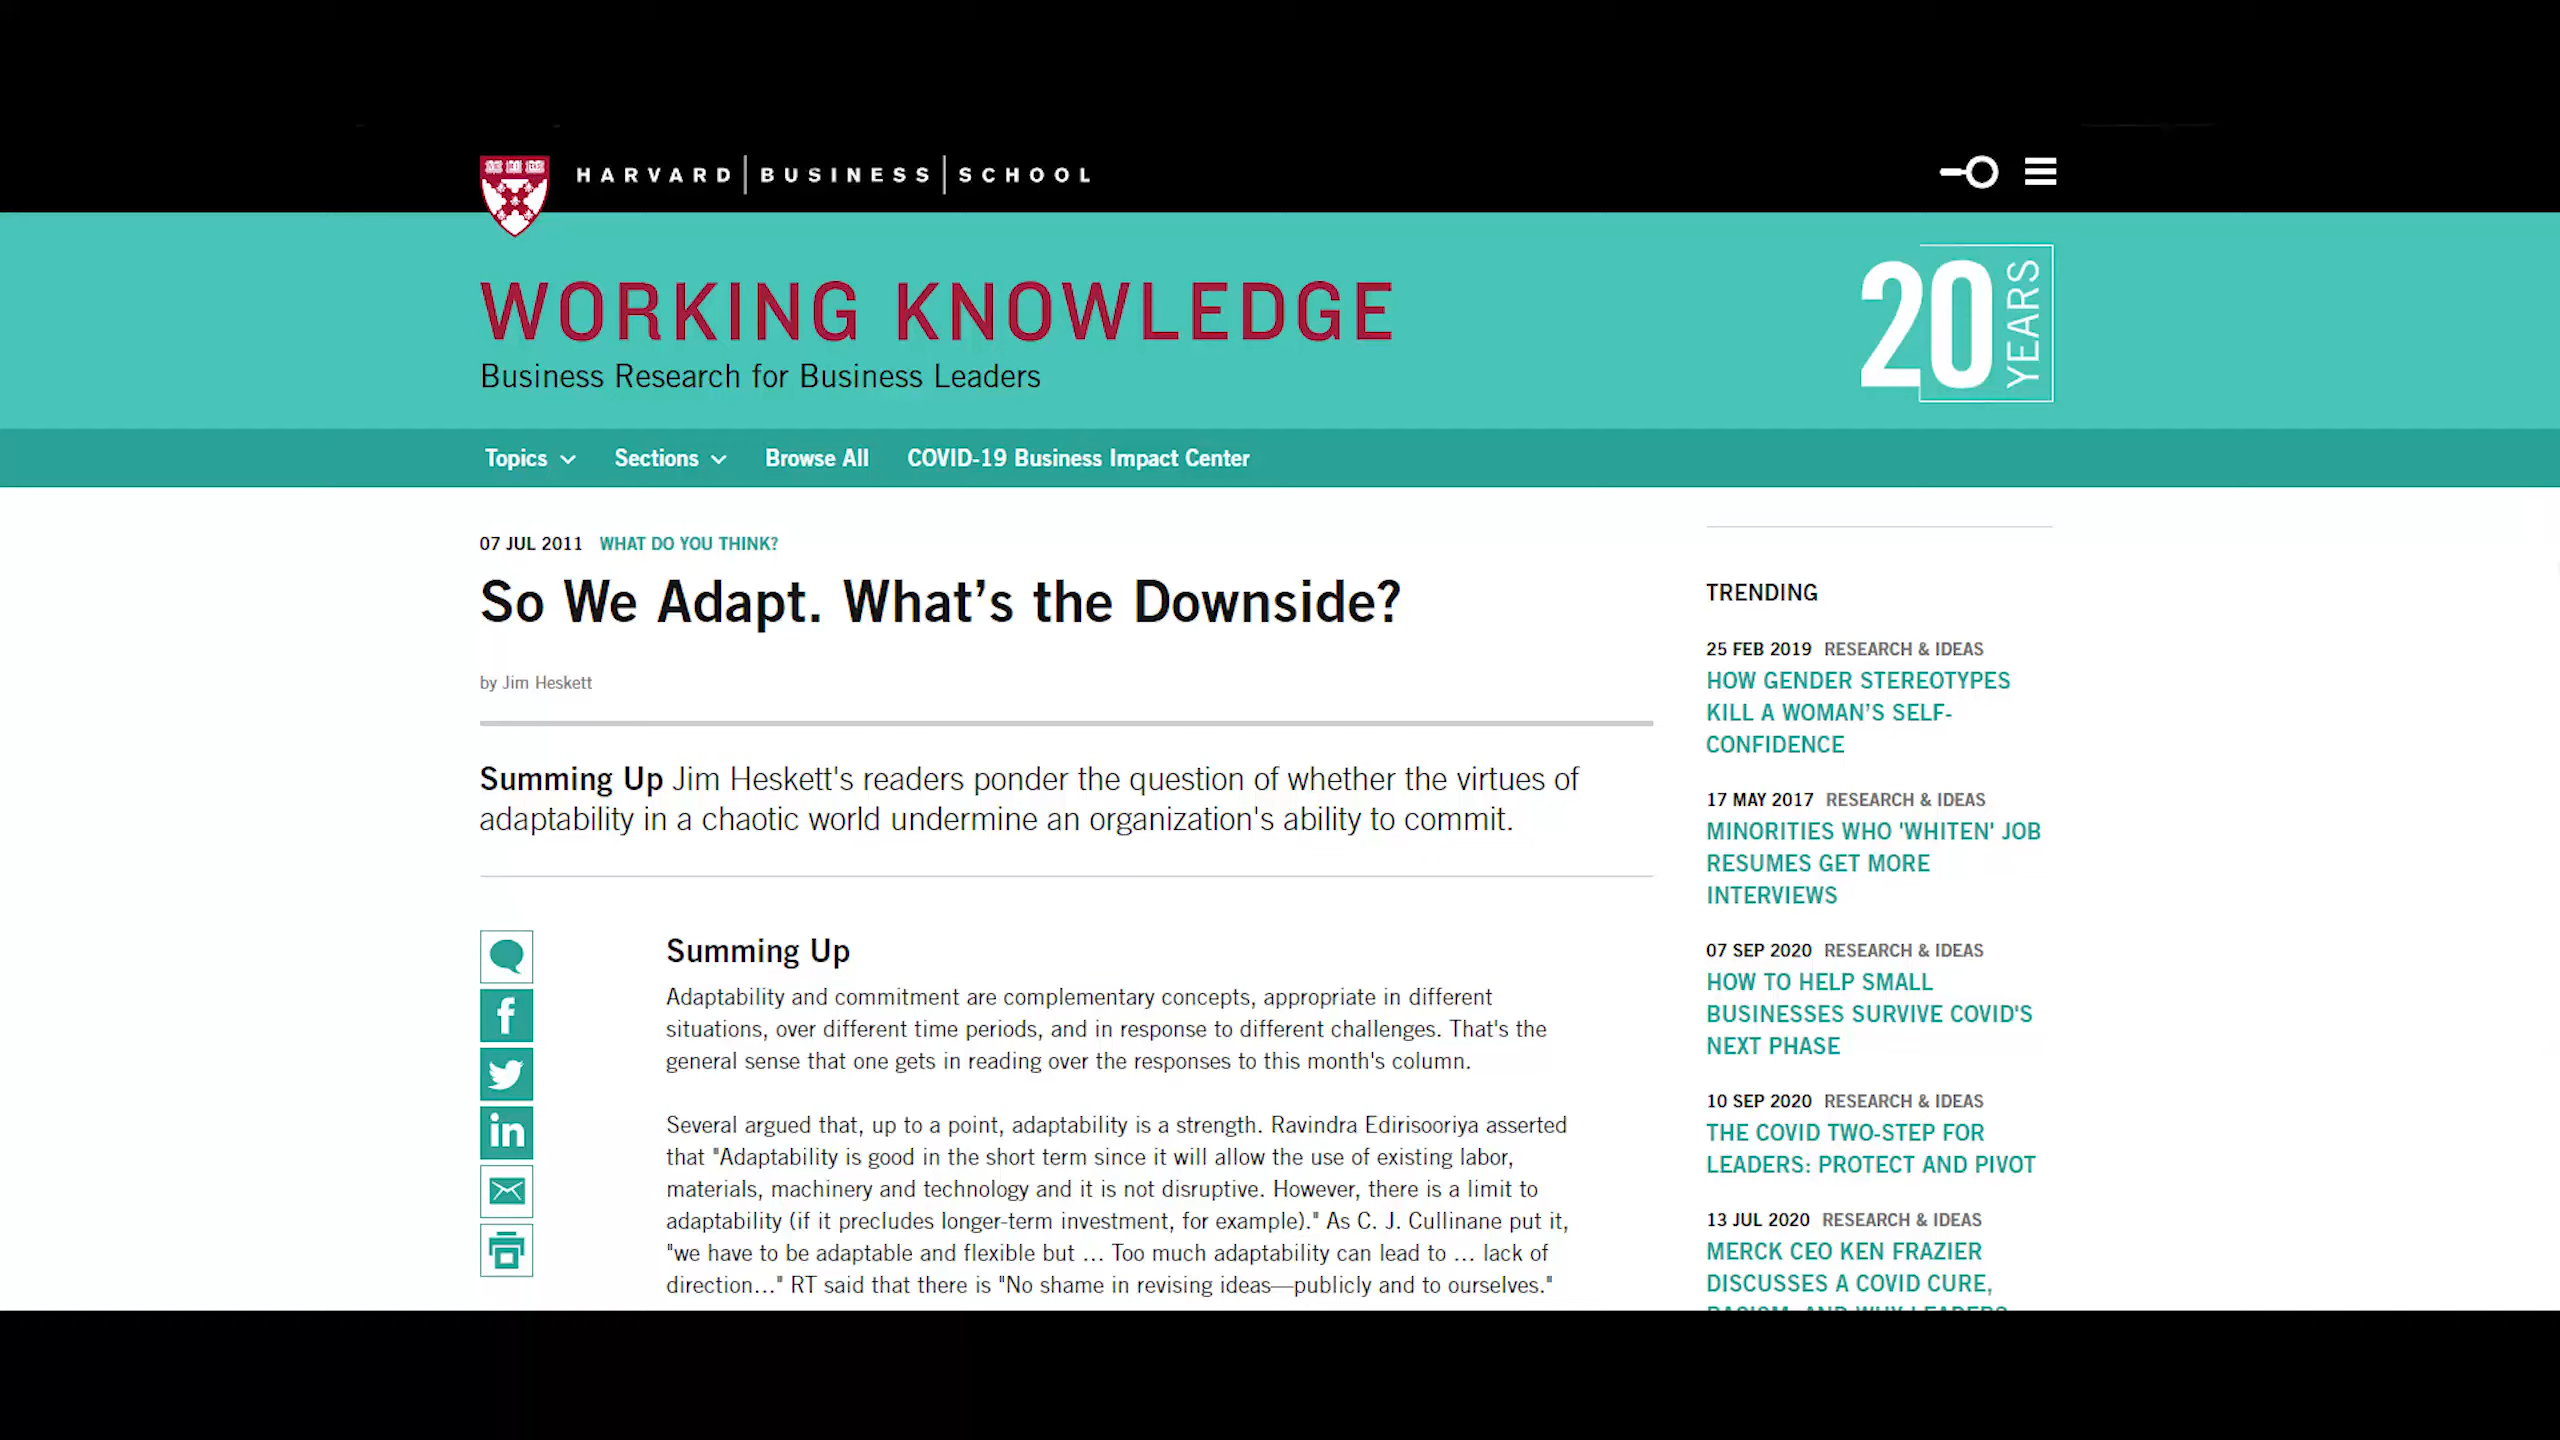 HARVARD | BUSINESS | SCHOOL
WORKING KNOWLEDGE
Business Research for Business Leaders
20 YEARS
Topics
Sections
Browse All
COVID-19 Business Impact Center
07 JUL 2011 WHAT DO YOU THINK?
So We Adapt. What's the Downside?
by Jim Heskett
Summing Up Jim Heskett's readers ponder the question of whether the virtues of
adaptability in a chaotic world undermine an organization's ability to commit.
Summing Up
Adaptability and commitment are complementary concepts, appropriate in different
situations, over different time periods, and in response to different challenges. That's the
general sense that one gets in reading over the responses to this month's column.
Several argued that, up to a point, adaptability is a strength. Ravindra Edirisooriya asserted
that "Adaptability is good in the short term since it will allow the use of existing labor,
materials, machinery and technology and it is not disruptive. However, there is a limit to
adaptability (if it precludes longer-term investment, for example)." As C. J. Cullinane put it,
"we have to be adaptable and flexible but … Too much adaptability can lead to … lack of
direction…" RT said that there is "No shame in revising ideas—publicly and to ourselves."
TRENDING
25 FEB 2019 RESEARCH & IDEAS
HOW GENDER STEREOTYPES
KILL A WOMAN'S SELF-
CONFIDENCE
17 MAY 2017 RESEARCH & IDEAS
MINORITIES WHO 'WHITEN' JOB
RESUMES GET MORE
INTERVIEWS
07 SEP 2020 RESEARCH & IDEAS
HOW TO HELP SMALL
BUSINESSES SURVIVE COVID'S
NEXT PHASE
10 SEP 2020 RESEARCH & IDEAS
THE COVID TWO-STEP FOR
LEADERS: PROTECT AND PIVOT
13 JUL 2020 RESEARCH & IDEAS
MERCK CEO KEN FRAZIER
DISCUSSES A COVID CURE,
RACISM, AND WHY LEADERS